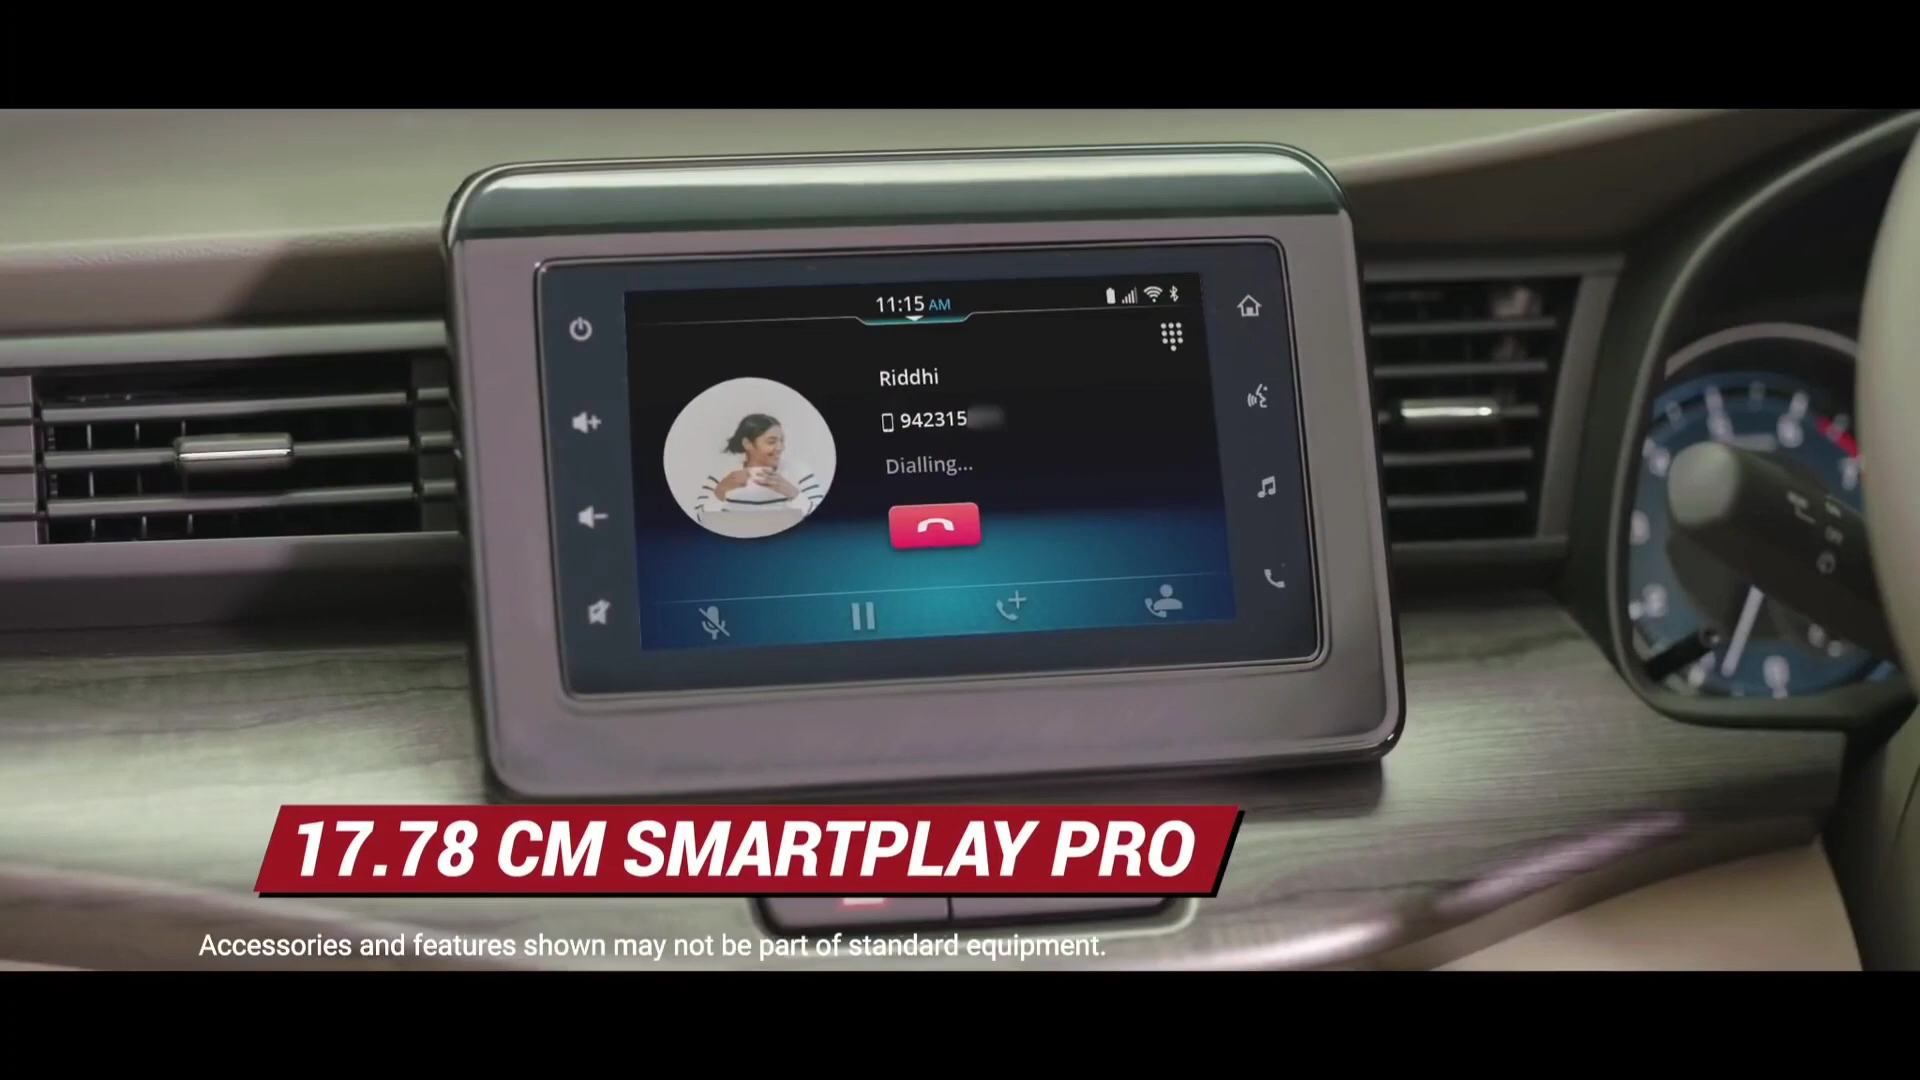 11:15 AM
Riddhi
942315
Dialling...
17.78 CM SMARTPLAY PRO
Accessories and features shown may not be part of standard equipment.